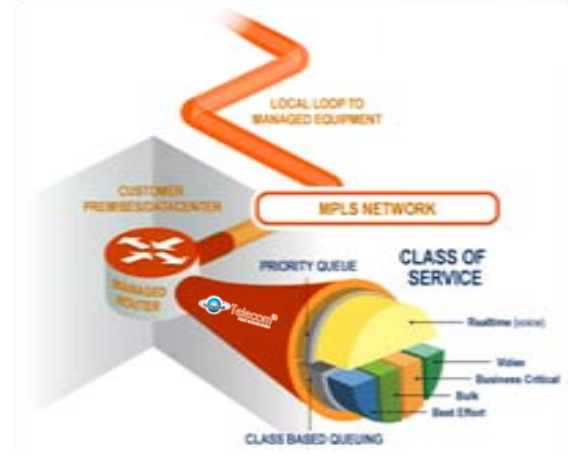 LOCAL LOOP TO
MANAGED EQUIPMENT
CUSTOMER
PREMISES/DATACENTER
MPLS NETWORK
MANAGED
ROUTER
PRIORITY QUEUE
CLASS OF
SERVICE
Telecom
Realtime (voice)
Video
Business Critical
Bulk
Best Effort
CLASS BASED QUEUING